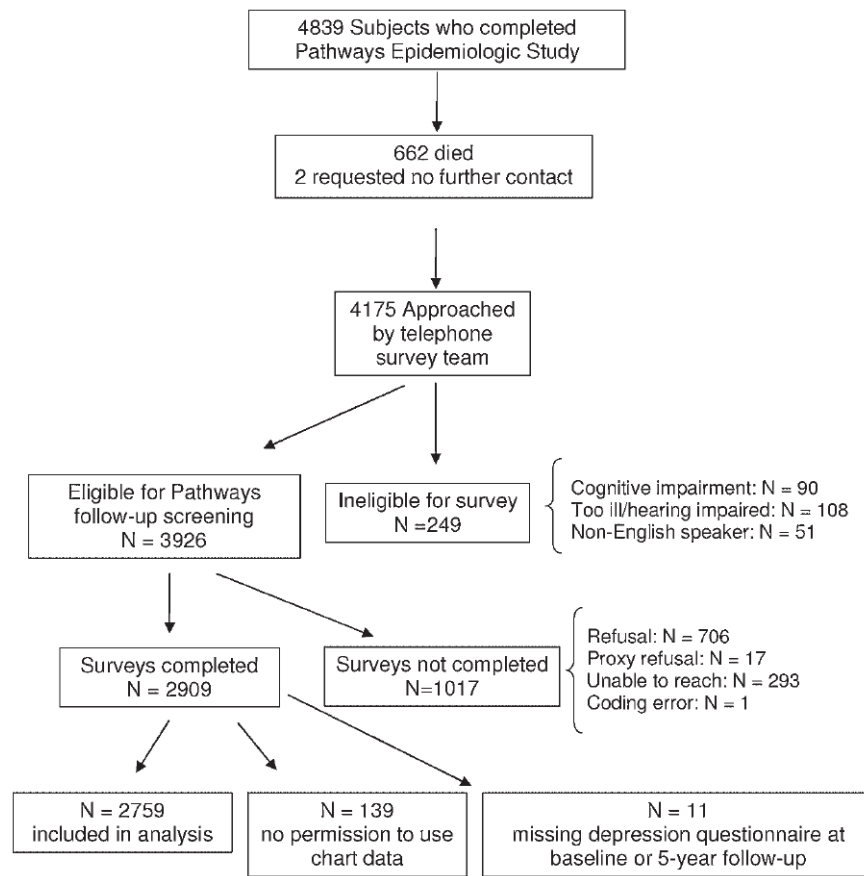 4839 Subjects who completed
Pathways Epidemiologic Study
662 died
2 requested no further contact
4175 Approached
by telephone
survey team
Eligible for Pathways
follow-up screening
N = 3926
Ineligible for survey
N =249
Cognitive impairment: N = 90
Too ill/hearing impaired: N = 108
Non-English speaker: N = 51
Surveys completed
N = 2909
Surveys not completed
N=1017
Refusal: N = 706
Proxy refusal: N = 17
Unable to reach: N = 293
Coding error: N = 1
N = 2759
included in analysis
N = 139
no permission to use
chart data
N = 11
missing depression questionnaire at
baseline or 5-year follow-up